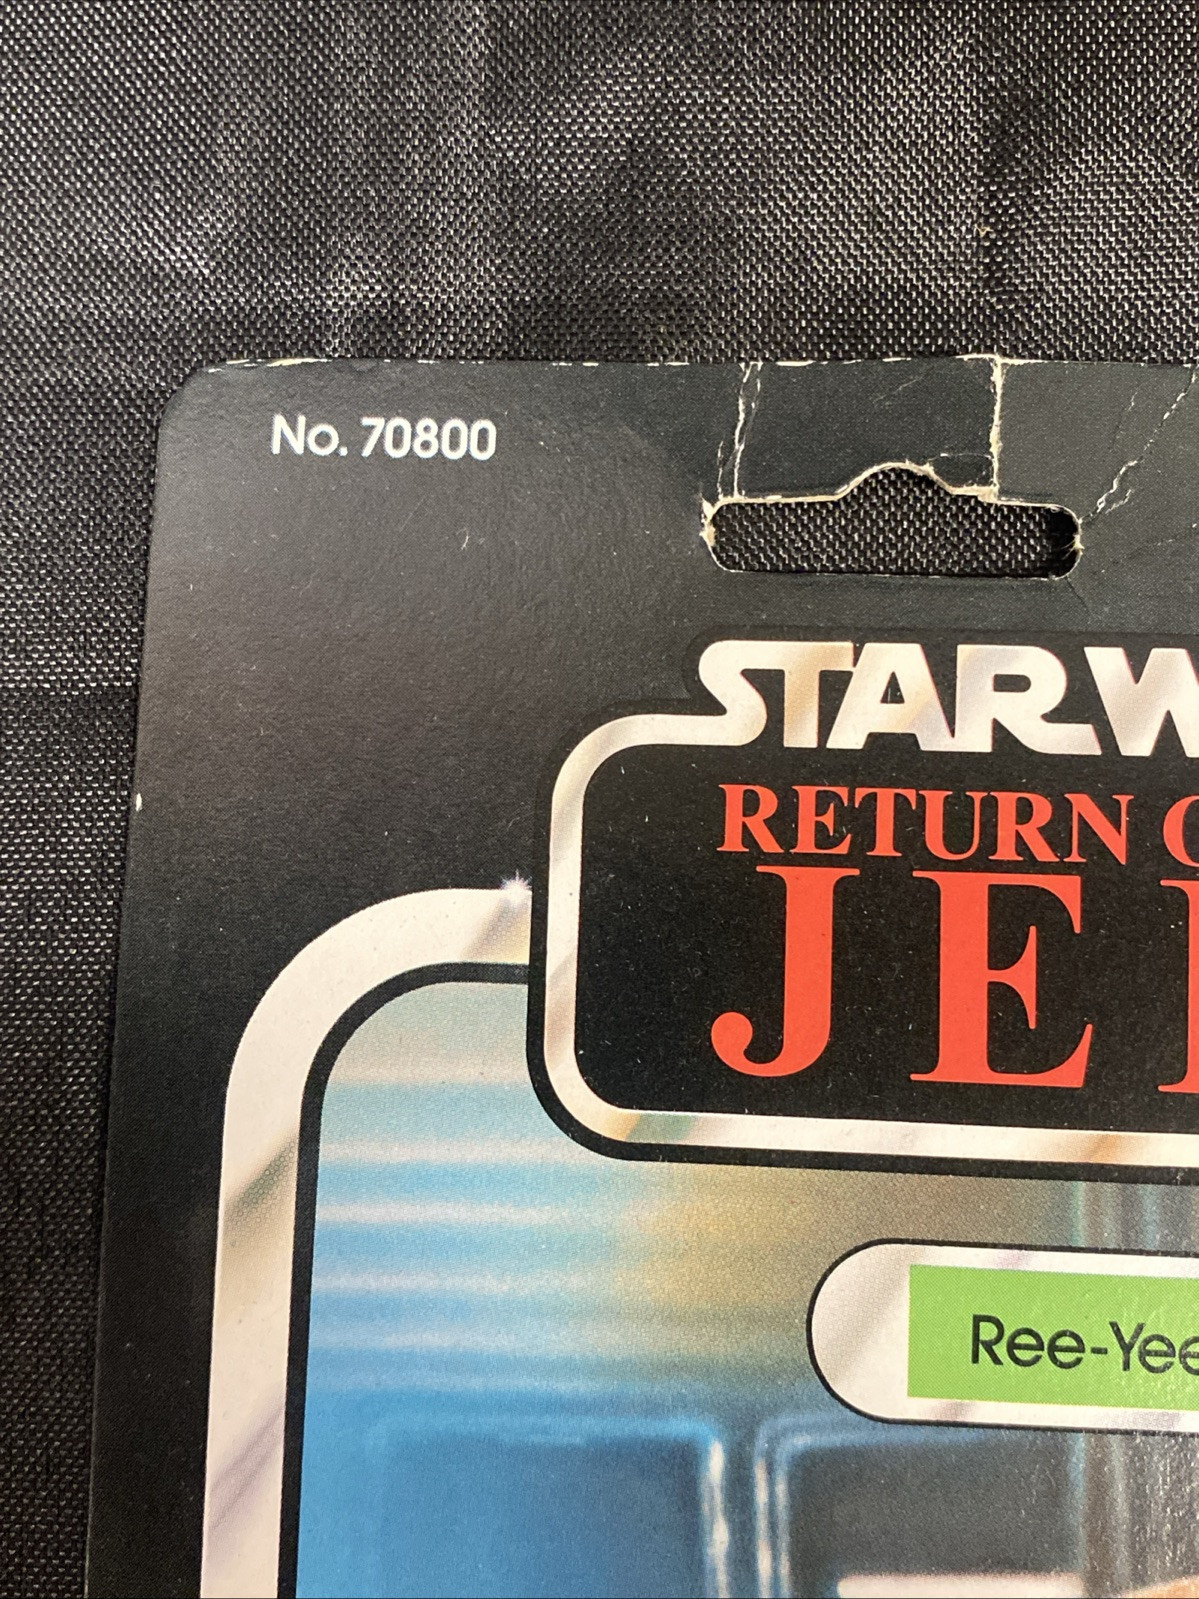 No. 70800
STAR W
RETURN O
JE
Ree-Yee